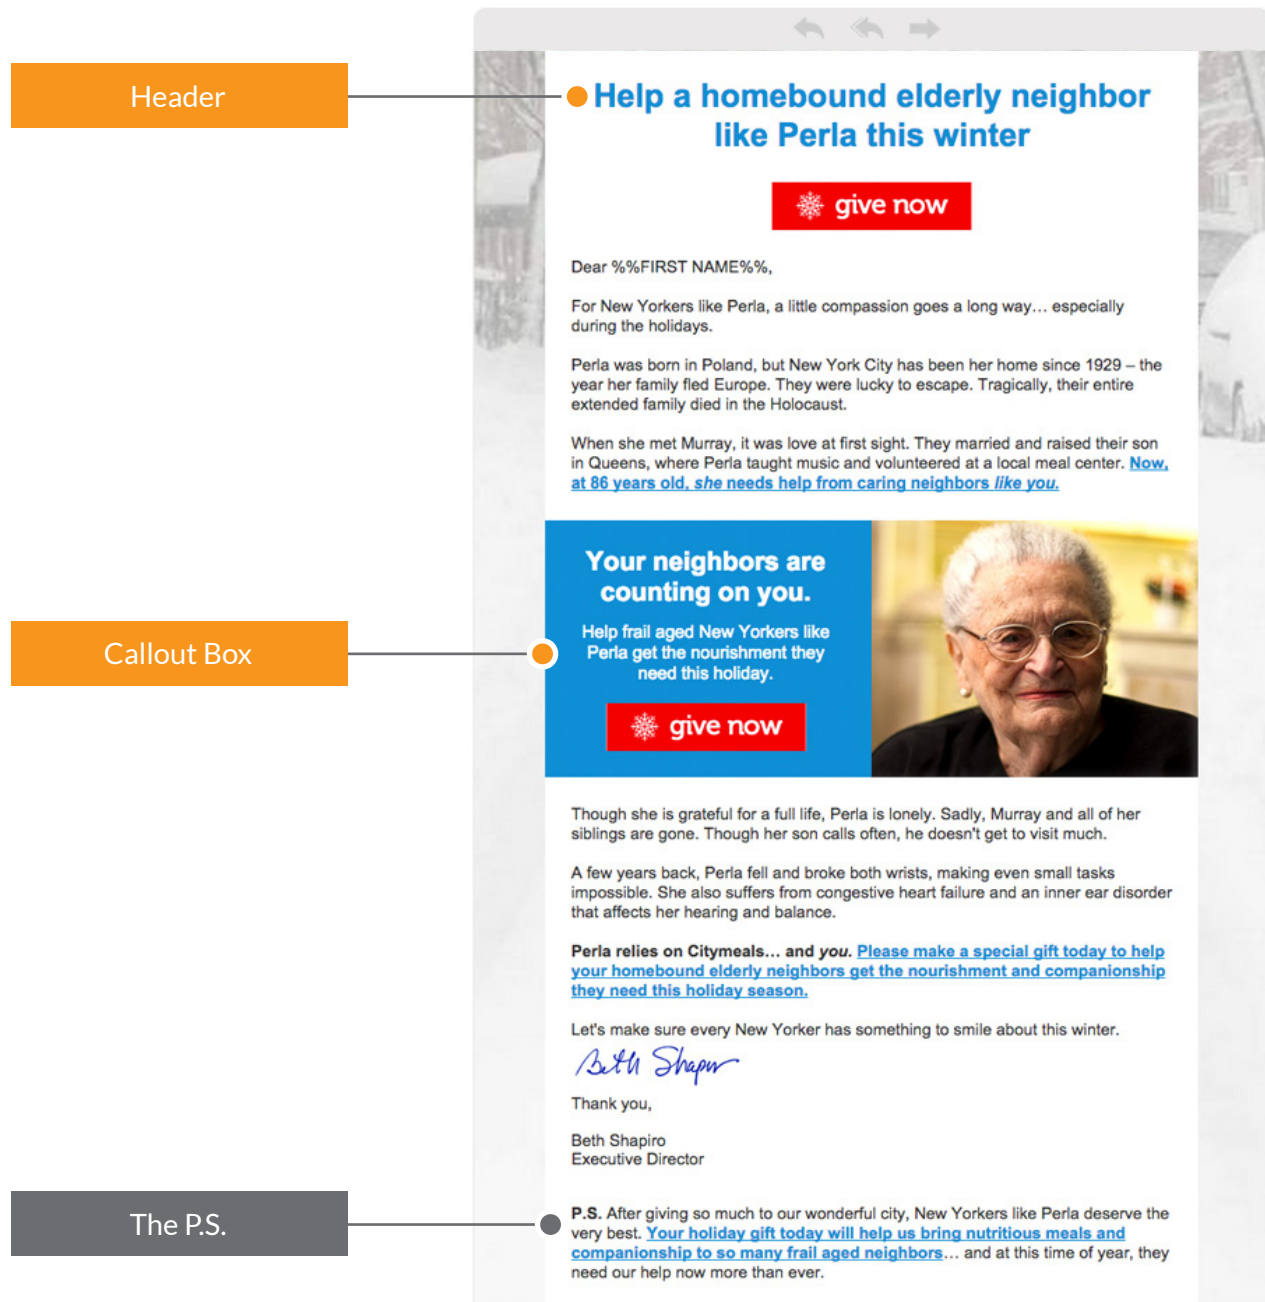 Header
Help a homebound elderly neighbor
like Perla this winter
give now
Dear %%FIRST NAME%%,
For New Yorkers like Perla, a little compassion goes a long way… especially
during the holidays.
Perla was born in Poland, but New York City has been her home since 1929 – the
year her family fled Europe. They were lucky to escape. Tragically, their entire
extended family died in the Holocaust.
When she met Murray, it was love at first sight. They married and raised their son
in Queens, where Perla taught music and volunteered at a local meal center. Now,
at 86 years old, she needs help from caring neighbors like you.
Callout Box
Your neighbors are
counting on you.
Help frail aged New Yorkers like
Perla get the nourishment they
need this holiday.
give now
Though she is grateful for a full life, Perla is lonely. Sadly, Murray and all of her
siblings are gone. Though her son calls often, he doesn't get to visit much.
A few years back, Perla fell and broke both wrists, making even small tasks
impossible. She also suffers from congestive heart failure and an inner ear disorder
that affects her hearing and balance.
Perla relies on Citymeals… and you. Please make a special gift today to help
your homebound elderly neighbors get the nourishment and companionship
they need this holiday season.
Let's make sure every New Yorker has something to smile about this winter.
Beth Shapiro
Thank you,
Beth Shapiro
Executive Director
The P.S.
P.S. After giving so much to our wonderful city, New Yorkers like Perla deserve the
very best. Your holiday gift today will help us bring nutritious meals and
companionship to so many frail aged neighbors… and at this time of year, they
need our help now more than ever.